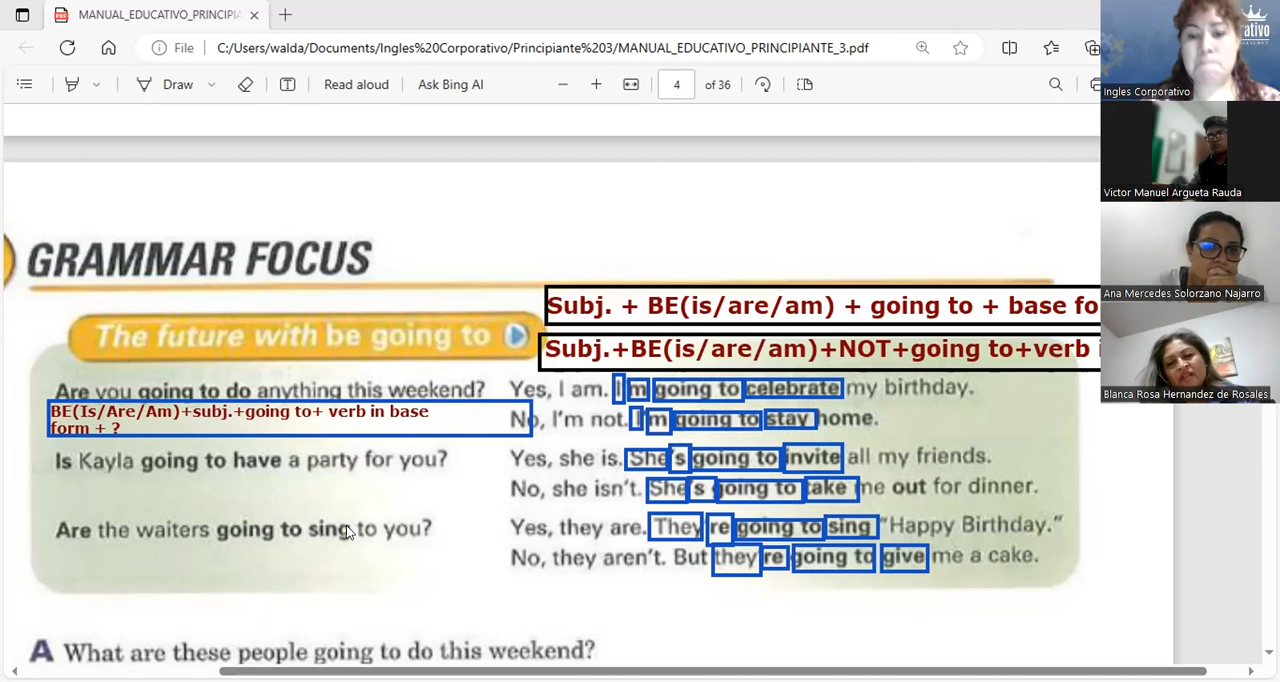 MANUAL_EDUCATIVO_PRINCIPIA
File
C:/Users/walda/Documents/Ingles%20Corporativo/Principiante%203/MANUAL_EDUCATIVO_PRINCIPIANTE_3.pdf
Draw
Read aloud
Ask Bing AI
4
of 36
GRAMMAR FOCUS
The future with be going to
Subj. + BE(is/are/am) + going to + base fo
Subj.+BE(is/are/am)+NOT+going to+verb i
Are you going to do anything this weekend?
BE(Is/Are/Am)+subj.+going to+ verb in base
form + ?
Is Kayla going to have a party for you?
Are the waiters going to sing to you?
Yes, I am. I'm going to celebrate my birthday.
No, I'm not. I'm going to stay home.
Yes, she is. She's going to invite all my friends.
No, she isn't. She's going to take me out for dinner.
Yes, they are. They're going to sing "Happy Birthday."
No, they aren't. But they're going to give me a cake.
A What are these people going to do this weekend?
ativo
Ingles Corporativo
Victor Manuel Argueta Rauda
Ana Mercedes Solorzano Najarro
Blanca Rosa Hernandez de Rosales